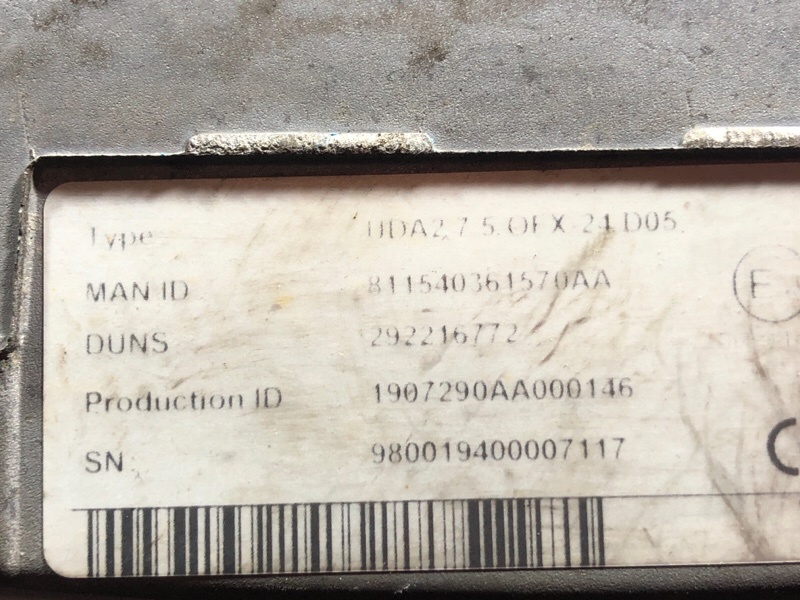 Type
MAN ID 811540361570AA
DUNS 292216772
Production ID 1907290AA000146
SN 980019400007117
E